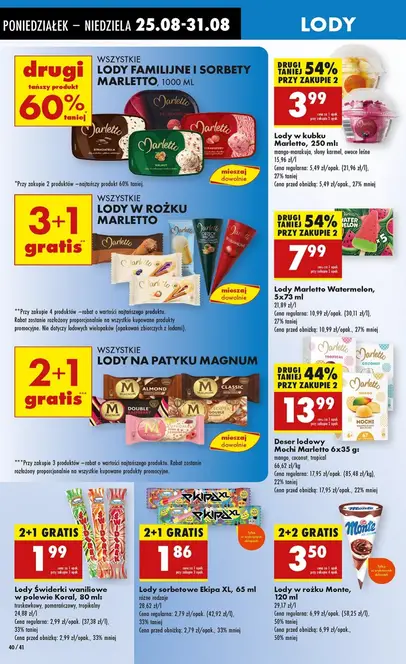 PONIEDZIAŁEK – NIEDZIELA 25.08-31.08
LODY
drugi
tańszy produkt
60%
taniej
WSZYSTKIE
LODY FAMILIJNE I SORBETY
MARLETTO, 1000 ML
Marletto
mieszaj
dowolnie
*Przy zakupie 2 produktów –najtańszy produkt 60% taniej.
3+1
gratis**
WSZYSTKIE
LODY W ROŻKU
MARLETTO
mieszaj
dowolnie
**Przy zakupie 4 produktów –rabat o wartości najtańszego produktu.
Rabat zostanie rozłożony proporcjonalnie na wszystkie kupowane produkty
promocyjne. Nie dotyczy lodowych wielopaków (opakowań zbiorczych z lodami).
2+1
gratis***
WSZYSTKIE
LODY NA PATYKU MAGNUM
ALMOND
CLASSIC
DOUBLE
mieszaj
dowolnie
***Przy zakupie 3 produktów –rabat o wartości najtańszego produktu. Rabat zostanie
rozłożony proporcjonalnie na wszystkie kupowane produkty promocyjne.
DRUGI
TANIEJ 54%
PRZY ZAKUPIE 2
3 99
Lody w kubku
Marletto, 250 ml:
mango-marakuja, słony karmel, owoce leśne
15,96 zł/l
Cena regularna: 5,49 zł/opak. (21,96 zł/l),
27% taniej
Cena przed obniżką: 5,49 zł/opak., 27% mniej
DRUGI
TANIEJ 54%
PRZY ZAKUPIE 2
WATERMELON
x5
7 99
Lody Marletto Watermelon,
5x73 ml
21,89 zł/l
Cena regularna: 10,99 zł/opak. (30,11 zł/l),
27% taniej
Cena przed obniżką: 10,99 zł/opak., 27% mniej
DRUGI
TANIEJ 44%
PRZY ZAKUPIE 2
MOCHI
13 99
Deser lodowy
Mochi Marletto 6x35 g:
mango, coconut, tropical
66,62 zł/kg
Cena regularna: 17,95 zł/opak. (85,48 zł/kg),
22% taniej
Cena przed obniżką: 17,95 zł/opak., 22% mniej
2+1 GRATIS
1 99
Lody Świderki waniliowe
w polewie Koral, 80 ml:
truskawkowy, pomarańczowy, tropikalny
24,88 zł/l
Cena regularna: 2,99 zł/opak. (37,38 zł/l),
33% taniej
Cena przed obniżką: 2,99 zł/opak., 33% mniej
EKIPA XL
2+1 GRATIS
1 86
Lody sorbetowe Ekipa XL, 65 ml
różne rodzaje
28,62 zł/l
Cena regularna: 2,79 zł/opak. (42,92 zł/l),
33% taniej
Cena przed obniżką: 2,79 zł/opak., 33% mniej
Monte
2+2 GRATIS
3 50
Lody w rożku Monte,
120 ml
29,17 zł/l
Cena regularna: 6,99 zł/opak. (58,25 zł/l),
50% taniej
Cena przed obniżką: 6,99 zł/opak., 50% mniej
40 / 41